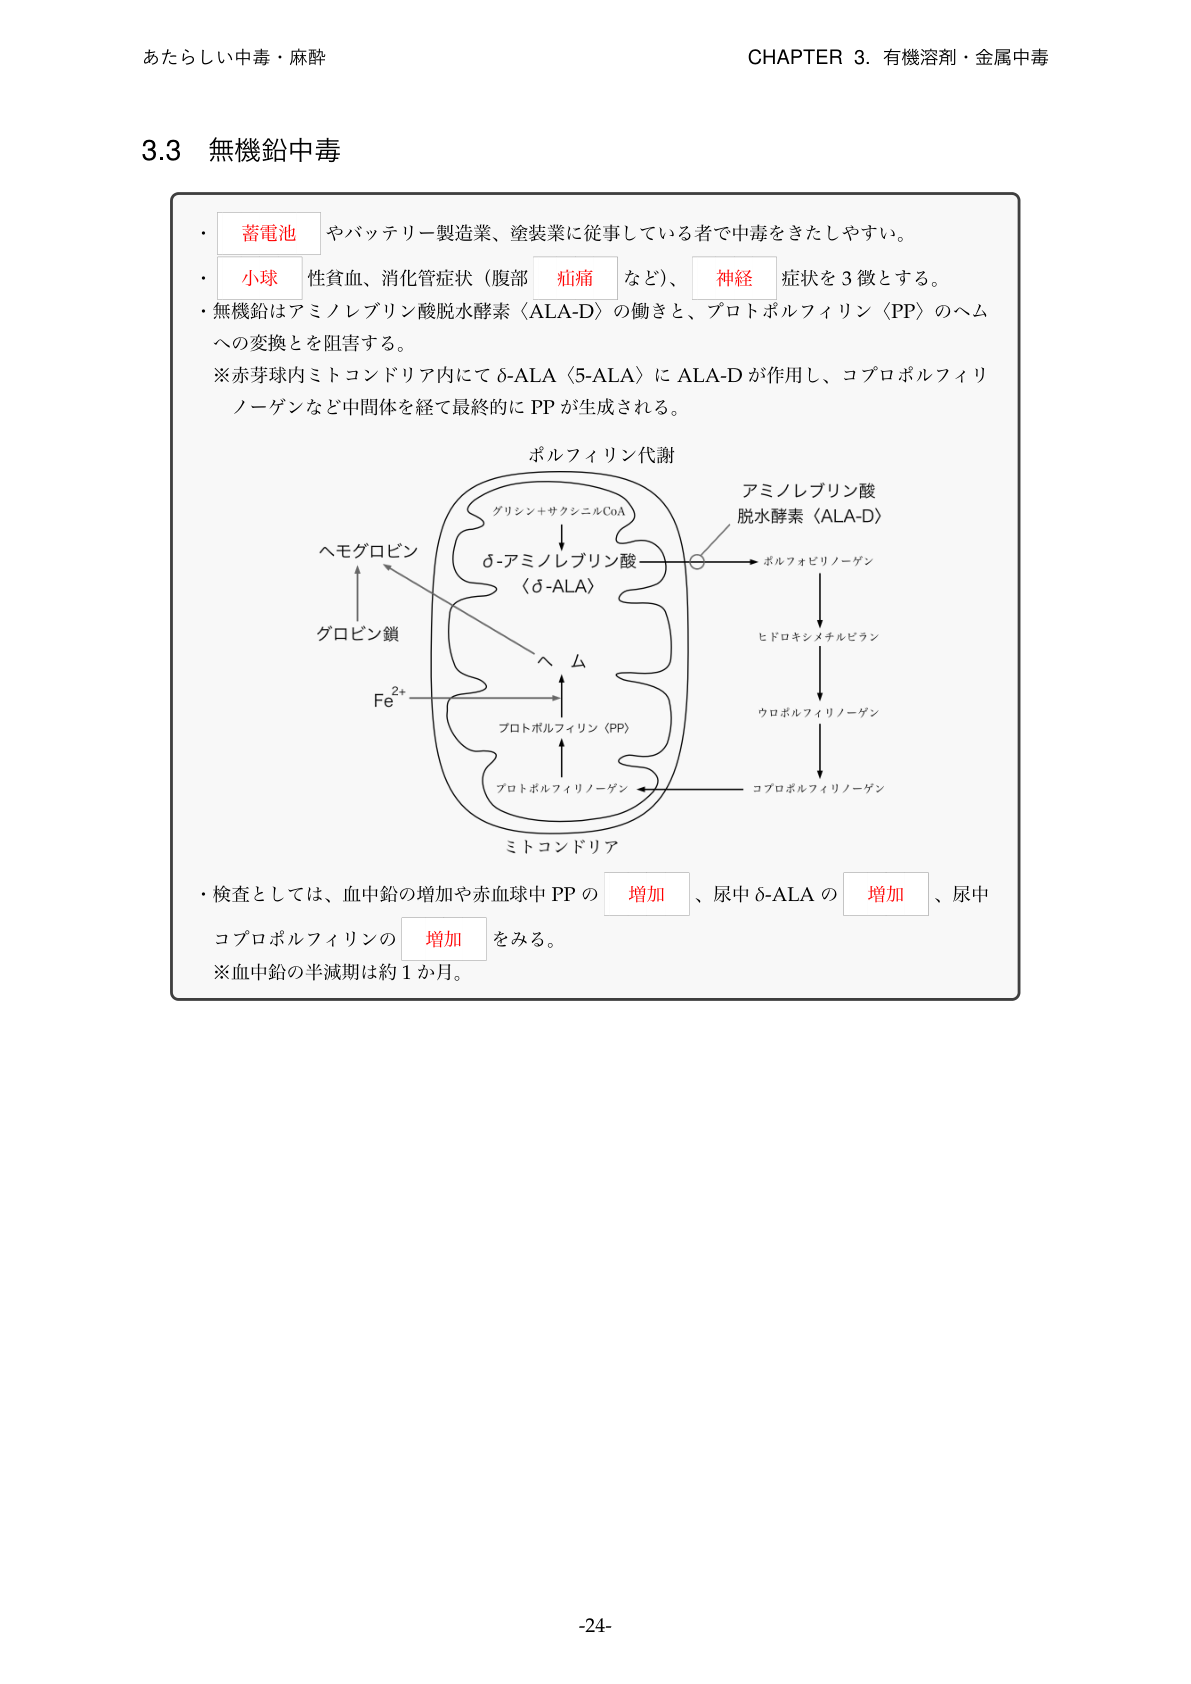 あたらしい中毒・麻酔
CHAPTER 3. 有機溶剤・金属中毒
3.3 無機鉛中毒
・ 蓄電池 やバッテリー製造業、塗装業に従事している者で中毒をきたしやすい。
・ 小球 性貧血、消化管症状（腹部 疝痛 など）、 神経 症状を 3 徴とする。
・無機鉛はアミノレブリン酸脱水酵素〈ALA-D〉の働きと、プロトポルフィリン〈PP〉のヘム
への変換とを阻害する。
※赤芽球内ミトコンドリア内にて δ-ALA〈5-ALA〉に ALA-D が作用し、コプロポルフィリ
ノーゲンなど中間体を経て最終的に PP が生成される。
ポルフィリン代謝
アミノレブリン酸
脱水酵素〈ALA-D〉
グリシン＋サクシニルCoA
ヘモグロビン
δ-アミノレブリン酸
〈δ-ALA〉
ポルフォビリノーゲン
グロビン鎖
ヒドロキシメチルビラン
ヘ ム
Fe2+
ウロポルフィリノーゲン
プロトポルフィリン〈PP〉
プロトポルフィリノーゲン
コプロポルフィリノーゲン
ミトコンドリア
・検査としては、血中鉛の増加や赤血球中 PP の 増加 、尿中 δ-ALA の 増加 、尿中
コプロポルフィリンの 増加 をみる。
※血中鉛の半減期は約 1 か月。
-24-